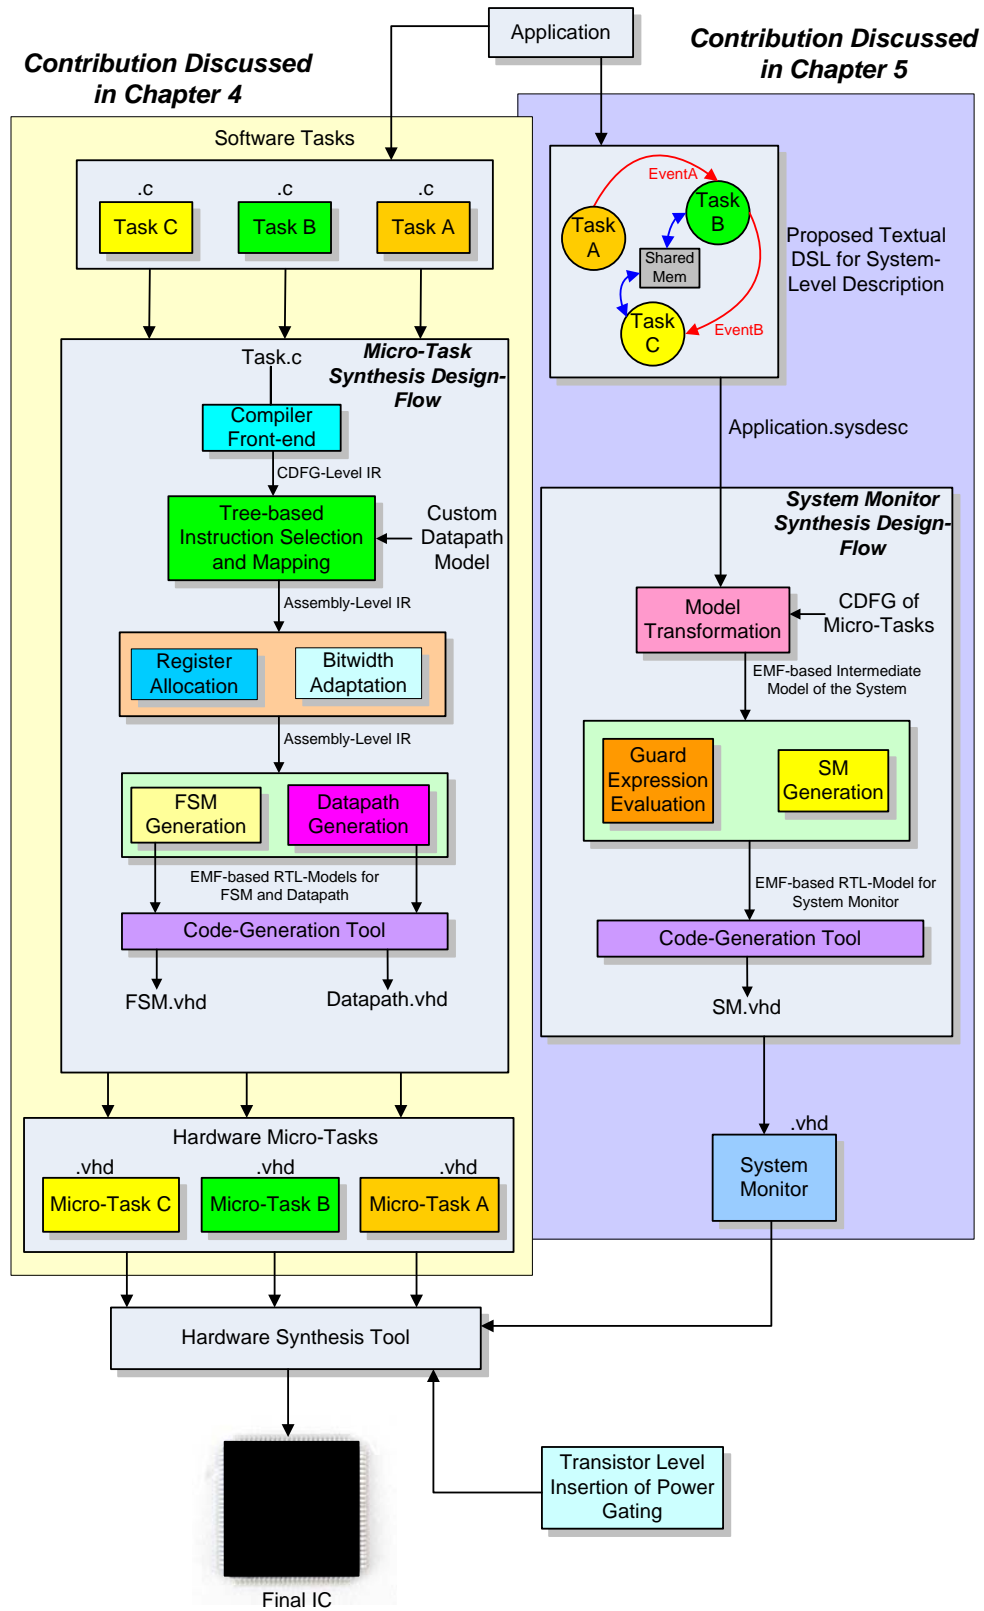 Application
Contribution Discussed
in Chapter 4
Contribution Discussed
in Chapter 5
Software Tasks
.c
.c
.c
Task C
Task B
Task A
EventA
Task
A
Task
B
Shared
Mem
Task
C
EventB
Proposed Textual
DSL for System-
Level Description
Task.c
Micro-Task
Synthesis Design-
Flow
Compiler
Front-end
CDFG-Level IR
Tree-based
Instruction Selection
and Mapping
Custom
Datapath
Model
Assembly-Level IR
Register
Allocation
Bitwidth
Adaptation
Assembly-Level IR
FSM
Generation
Datapath
Generation
EMF-based RTL-Models for
FSM and Datapath
Code-Generation Tool
FSM.vhd
Datapath.vhd
Application.sysdesc
System Monitor
Synthesis Design-
Flow
Model
Transformation
CDFG of
Micro-Tasks
EMF-based Intermediate
Model of the System
Guard
Expression
Evaluation
SM
Generation
EMF-based RTL-Model for
System Monitor
Code-Generation Tool
SM.vhd
Hardware Micro-Tasks
.vhd
.vhd
.vhd
Micro-Task C
Micro-Task B
Micro-Task A
.vhd
System
Monitor
Hardware Synthesis Tool
Transistor Level
Insertion of Power
Gating
Final IC